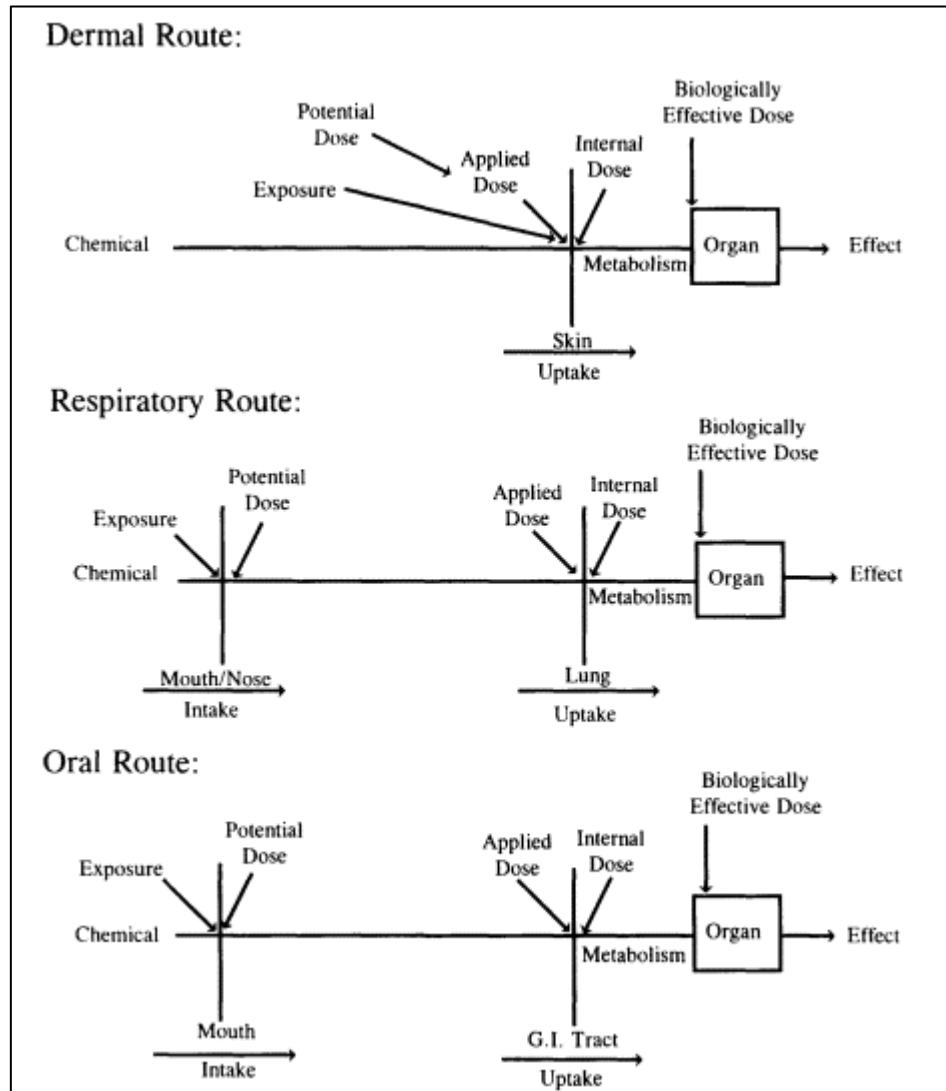 Dermal Route:
Biologically
Effective Dose
Potential
Dose
Internal
Dose
Applied
Dose
Exposure
Chemical
Metabolism
Organ
Effect
Skin
Uptake
Respiratory Route:
Biologically
Effective Dose
Potential
Dose
Applied
Dose
Internal
Dose
Exposure
Chemical
Metabolism
Organ
Effect
Mouth/Nose
Intake
Lung
Uptake
Oral Route:
Biologically
Effective Dose
Potential
Dose
Applied
Dose
Internal
Dose
Exposure
Chemical
Metabolism
Organ
Effect
Mouth
Intake
G.I. Tract
Uptake